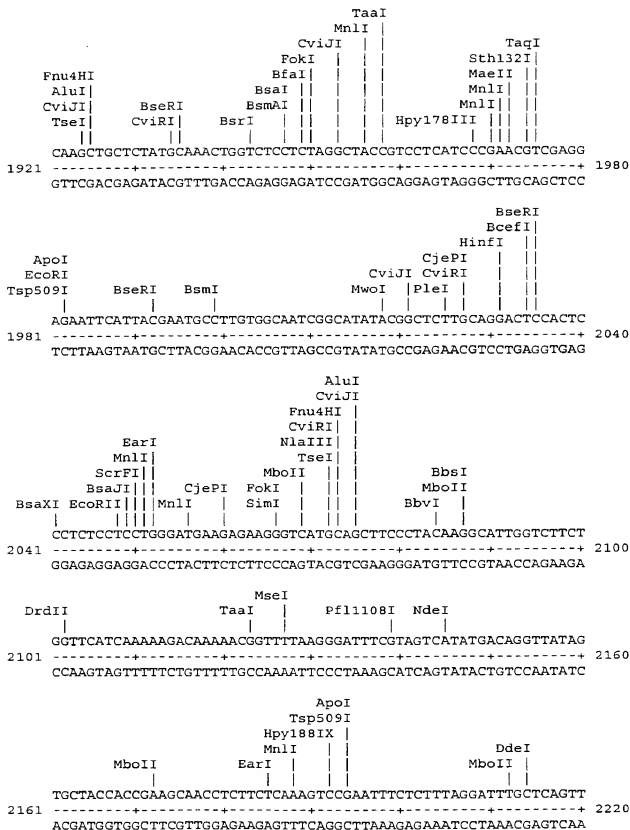 TaaI
MnlI
CviJI
FokI Sth132I TaqI
Fnu4HI BfaI MaeII
AluI BsaI MnlI
CviJI BseRI BsmAI MnlI
TseI CviRI BsrI Hpy178III
CAAGCTGCTCTATGCAAACTGGTCTCCTCTAGGCTACCGTCCTCATCCCGAACGTCGAGG
1921 ---------+---------+---------+---------+---------+---------+ 1980
GTTCGACGAGATACGTTTGACCAGAGGAGATCCGATGGCAGGAGTAGGGCTTGCAGCTCC
BseRI
BcefI
ApoI HinfI
EcoRI CjePI
Tsp509I BseRI BsmI CviJI CviRI
MwoI PleI
AGAATTCATTACGAATGCCTTGTGGCAATCGGCATATACGGCTCTTGCAGGACTCCACTC
1981 ---------+---------+---------+---------+---------+---------+ 2040
TCTTAAGTAATGCTTACGGAACACCGTTAGCCGTATATGCCGAGAACGTCCTGAGGTGAG
AluI
CviJI
Fnu4HI
EarI CviRI
MnlI NlaIII
ScrFI TseI
BsaJI MboII BbsI
BsaXI EcoRII MnlI CjePI FokI MboII
SimI BbvI
CCTCTCCTCCTGGGATGAAGAGAAGGGTCATGCAGCTTCCCTACAAGGCATTGGTCTTCT
2041 ---------+---------+---------+---------+---------+---------+ 2100
GGAGAGGAGGACCCTACTTCTCTTCCCAGTACGTCGAAGGGATGTTCCGTAACCAGAAGA
MseI
DrdII TaaI Pfl1108I NdeI
GGTTCATCAAAAAGACAAAAACGGTTTTAAGGGATTTCGTAGTCATATGACAGGTTATAG
2101 ---------+---------+---------+---------+---------+---------+ 2160
CCAAGTAGTTTTTCTGTTTTTGCCAAAATTCCCTAAAGCATCAGTATACTGTCCAATATC
ApoI
Tsp509I
Hpy188IX
MnlI DdeI
MboII EarI MboII
TGCTACCACCGAAGCAACCTCTTCTCAAAGTCCGAATTTCTCTTTAGGATTTGCTCAGTT
2161 ---------+---------+---------+---------+---------+---------+ 2220
ACGATGGTGGCTTCGTTGGAGAAGAGTTTCAGGCTTAAAGAGAAATCCTAAACGAGTCAA